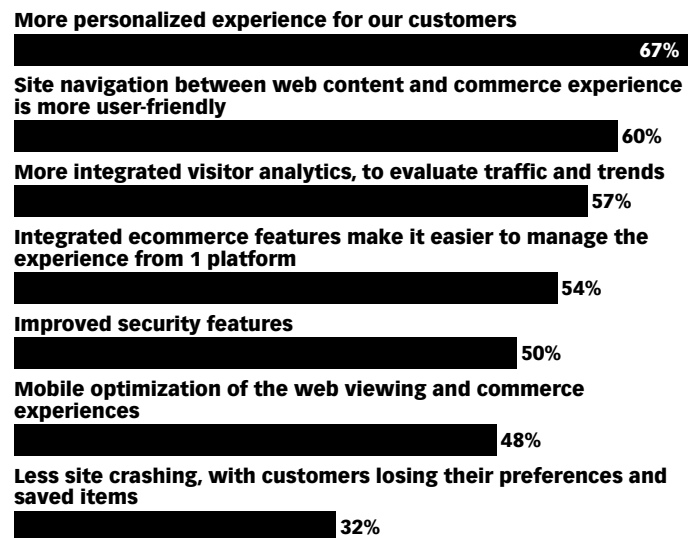 More personalized experience for our customers
67%
Site navigation between web content and commerce experience
is more user-friendly
60%
More integrated visitor analytics, to evaluate traffic and trends
57%
Integrated ecommerce features make it easier to manage the
experience from 1 platform
54%
Improved security features
50%
Mobile optimization of the web viewing and commerce
experiences
48%
Less site crashing, with customers losing their preferences and
saved items
32%